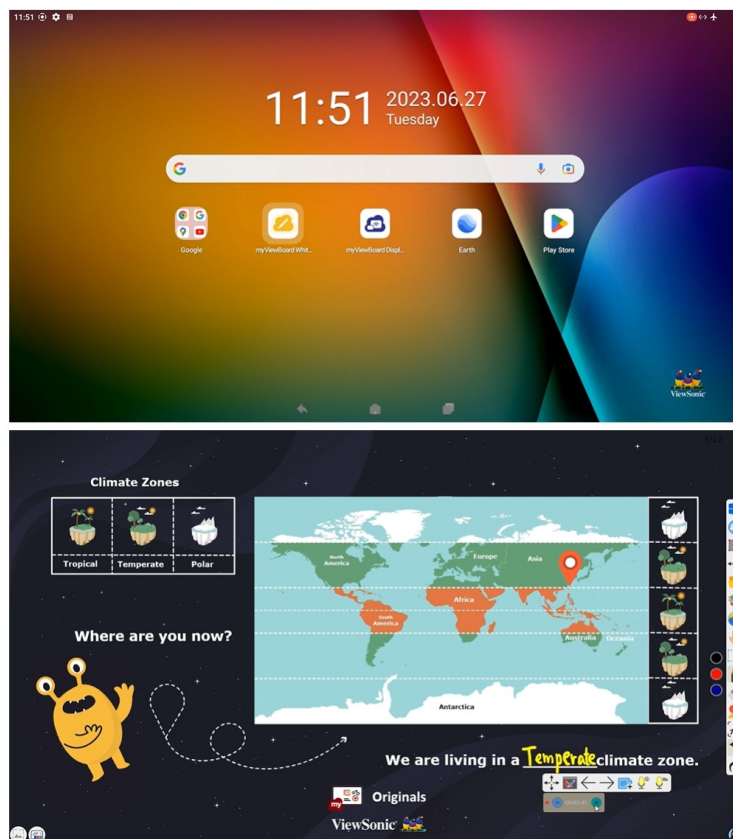 11:51
11:51
2023.06.27
Tuesday
Google
myViewBoard Whit...
myViewBoard Displ...
Earth
Play Store
ViewSonic
Climate Zones
Tropical
Temperate
Polar
North
America
Europe
Asia
Africa
South
America
Australia
Oceania
Antarctica
Where are you now?
We are living in a Temperate climate zone.
my
Originals
ViewSonic